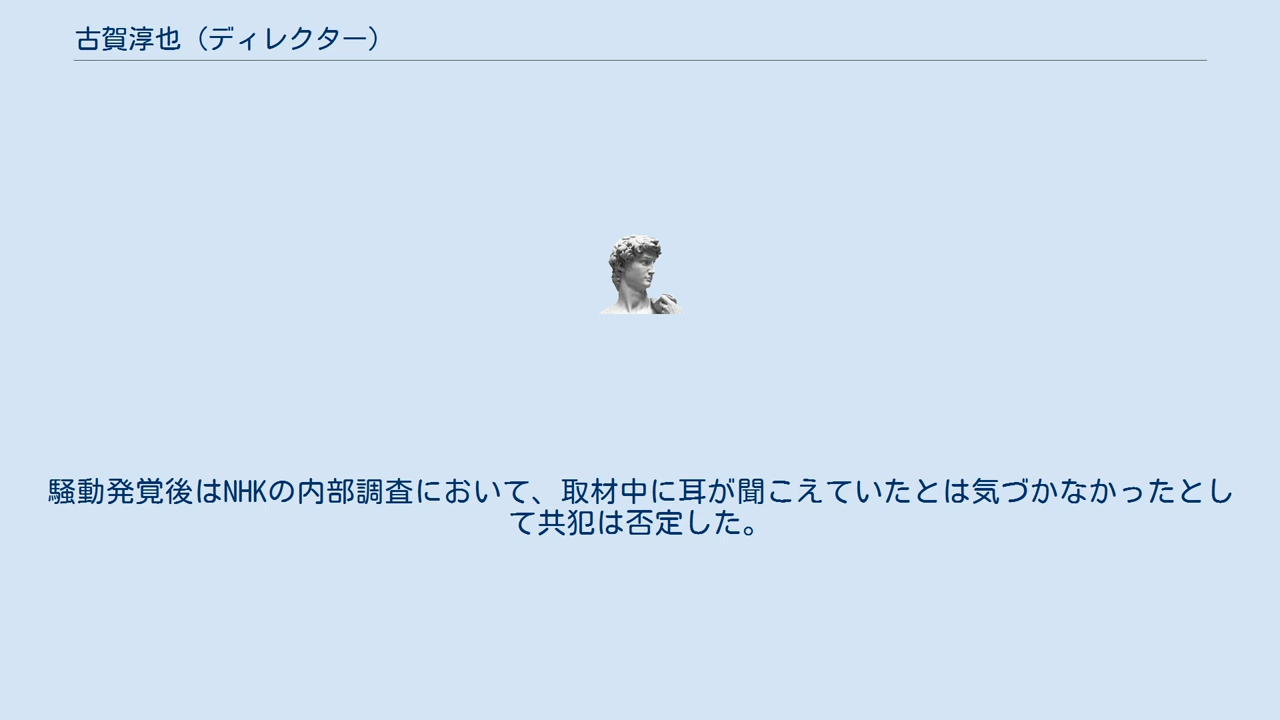 古賀淳也（ディレクター）
騒動発覚後はNHKの内部調査において、取材中に耳が聞こえていたとは気づかなかったとし
て共犯は否定した。